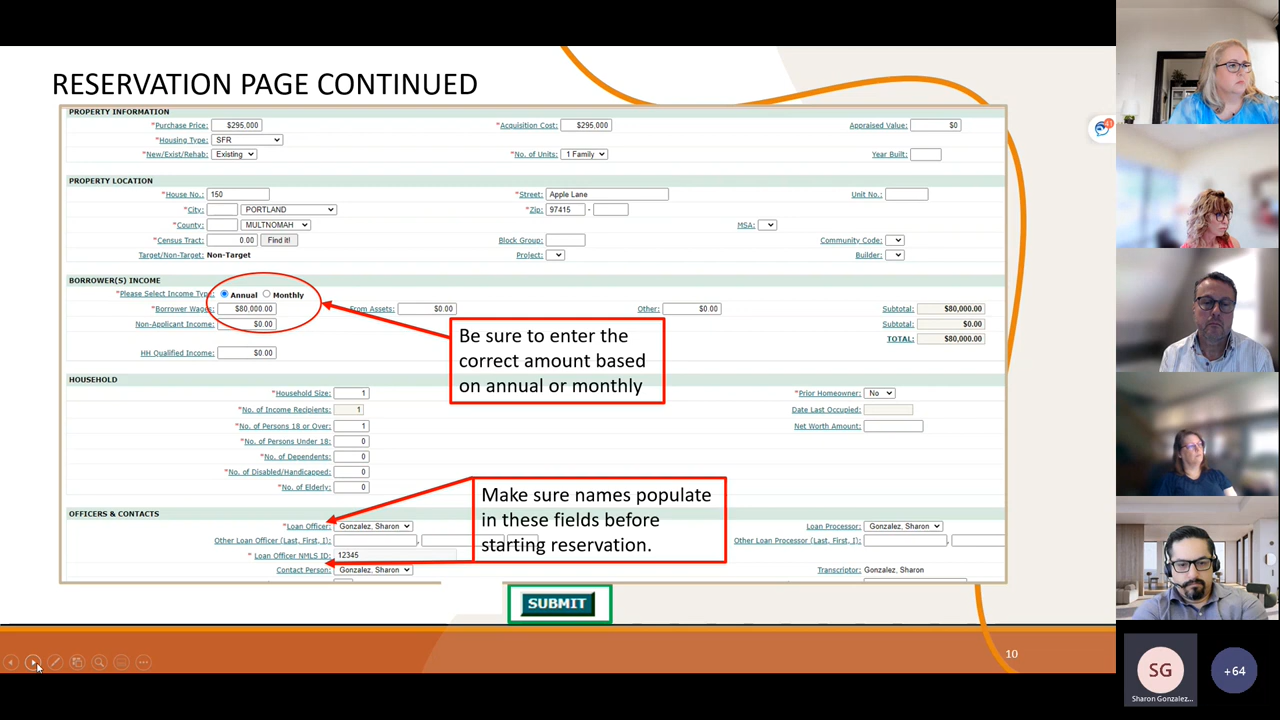 RESERVATION PAGE CONTINUED
PROPERTY INFORMATION
*Purchase Price: $295,000 *Acquisition Cost: $295,000 Appraised Value: $0
*Housing Type: SFR
*New/Exist/Rehab: Existing *No. of Units: 1 Family Year Built:
PROPERTY LOCATION
*House No.: 150 *Street: Apple Lane Unit No.:
*City: PORTLAND *Zip: 97415 -
*County: MULTNOMAH MSA:
*Census Tract: 0.00 Find It! Block Group: Community Code:
Target/Non-Target: Non-Target Project: Builder:
BORROWER(S) INCOME
*Please Select Income Type: Annual Monthly
*Borrower Wages: $80,000.00 From Assets: $0.00 Other: $0.00 Subtotal: $80,000.00
Non-Applicant Income: $0.00 Subtotal: $0.00
TOTAL: $80,000.00
HH Qualified Income: $0.00
Be sure to enter the
correct amount based
on annual or monthly
HOUSEHOLD
*Household Size: 1 *Prior Homeowner: No
*No. of Income Recipients: 1 Date Last Occupied:
*No. of Persons 18 or Over: 1 Net Worth Amount:
*No. of Persons Under 18: 0
*No. of Dependents: 0
*No. of Disabled/Handicapped: 0
*No. of Elderly: 0
Make sure names populate
in these fields before
starting reservation.
OFFICERS & CONTACTS
*Loan Officer: Gonzalez, Sharon Loan Processor: Gonzalez, Sharon
Other Loan Officer (Last, First, I): , Other Loan Processor (Last, First, I): ,
* Loan Officer NMLS ID: 12345
Contact Person: Gonzalez, Sharon Transcriptor: Gonzalez, Sharon
SUBMIT
10
41
SG
Sharon Gonzalez...
+64